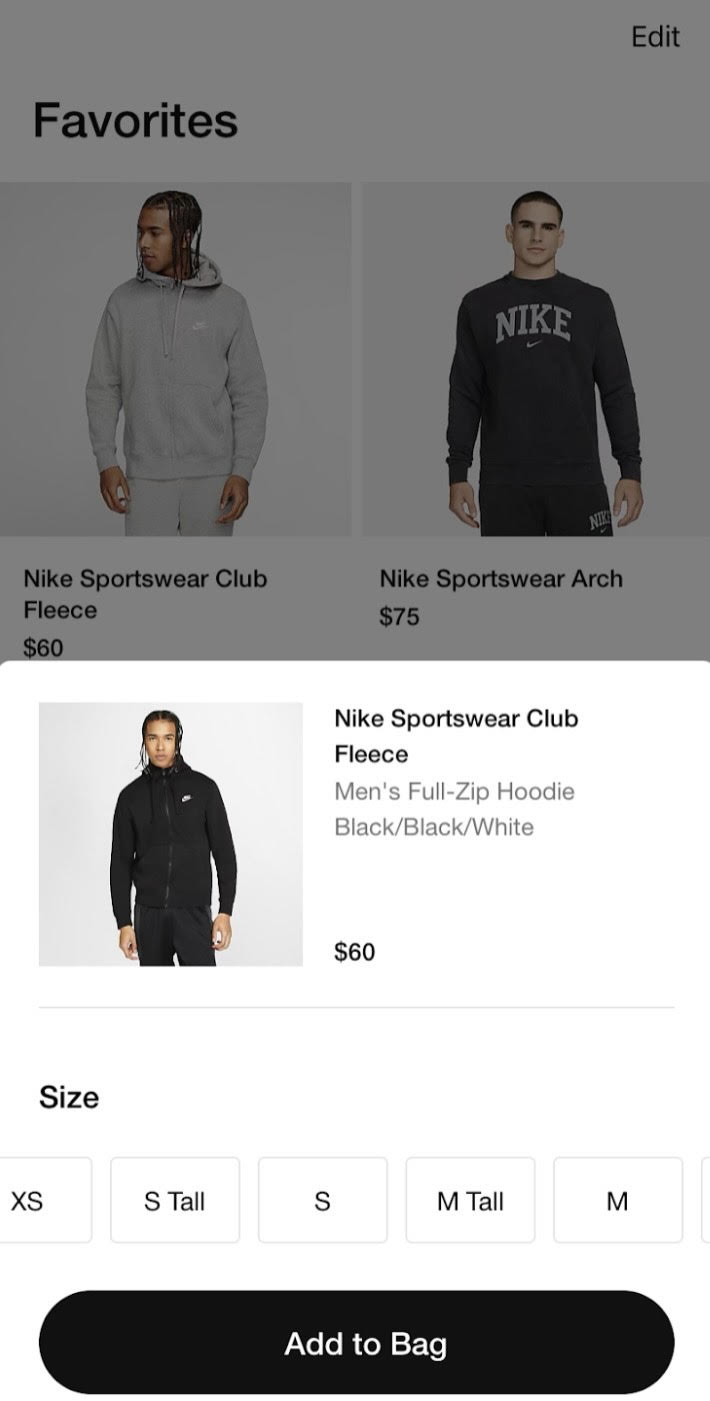 Edit
Favorites
NIKE
NIKE
Nike Sportswear Club
Fleece
$60
Nike Sportswear Arch
$75
Nike Sportswear Club
Fleece
Men's Full-Zip Hoodie
Black/Black/White
$60
Size
XS
S Tall
S
M Tall
M
Add to Bag